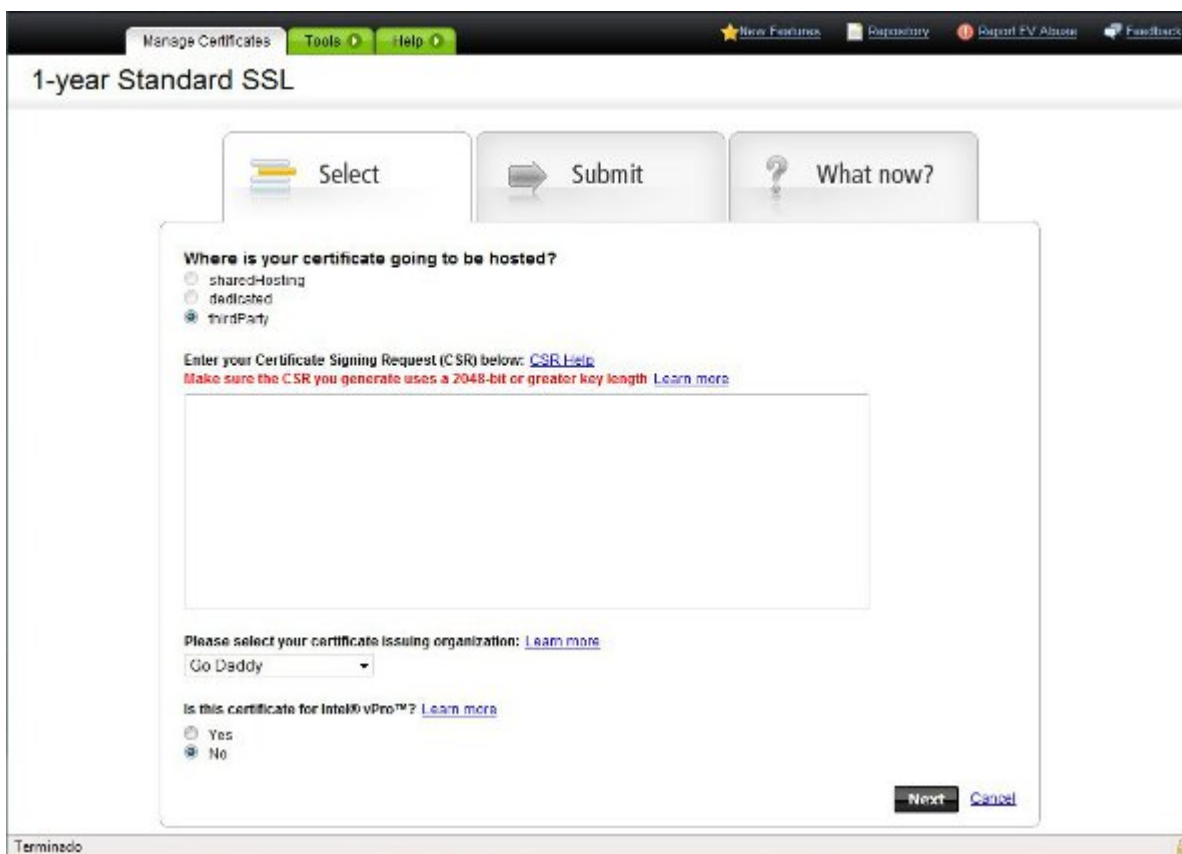 Manage Certificates Tools Help New Features Repository Report EV Abuse Feedback
1-year Standard SSL
Select Submit What now?
Where is your certificate going to be hosted?
sharedHosting
dedicated
thirdParty
Enter your Certificate Signing Request (CSR) below: CSR Help
Make sure the CSR you generate uses a 2048-bit or greater key length Learn more
Please select your certificate issuing organization: Learn more
Go Daddy
Is this certificate for Intel® vPro™? Learn more
Yes
No
Next Cancel
Terminado